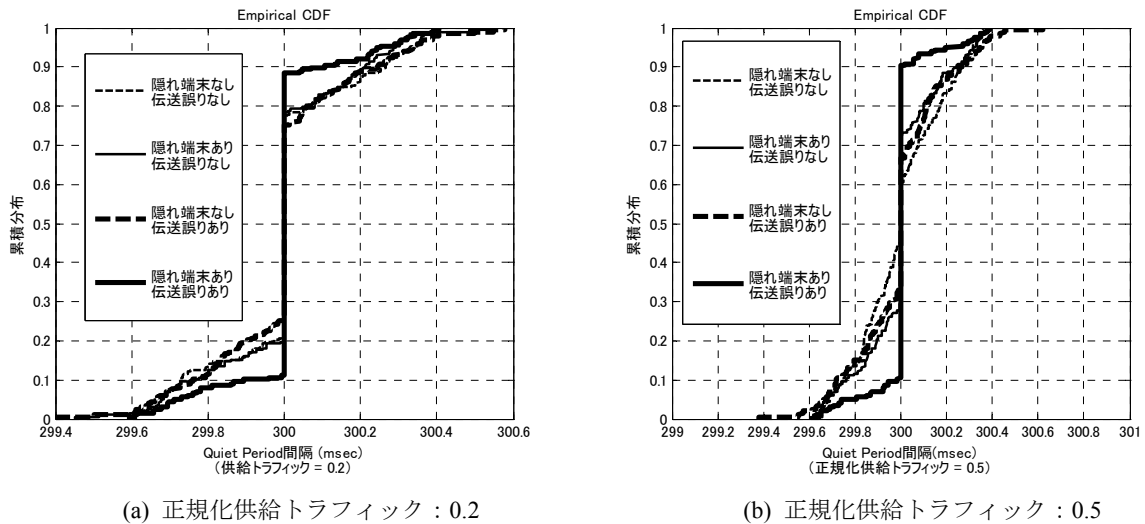 Empirical CDF
1
0.9
0.8
0.7
0.6
0.5
0.4
0.3
0.2
0.1
0
累積分布
隠れ端末なし
伝送誤りなし
隠れ端末あり
伝送誤りなし
隠れ端末なし
伝送誤りあり
隠れ端末あり
伝送誤りあり
299.4 299.6 299.8 300 300.2 300.4 300.6
Quiet Period間隔 (msec)
(供給トラフィック = 0.2)
(a) 正規化供給トラフィック：0.2
Empirical CDF
1
0.9
0.8
0.7
0.6
0.5
0.4
0.3
0.2
0.1
0
累積分布
隠れ端末なし
伝送誤りなし
隠れ端末あり
伝送誤りなし
隠れ端末なし
伝送誤りあり
隠れ端末あり
伝送誤りあり
299 299.2 299.4 299.6 299.8 300 300.2 300.4 300.6 300.8 301
Quiet Period間隔(msec)
(正規化供給トラフィック = 0.5)
(b) 正規化供給トラフィック：0.5